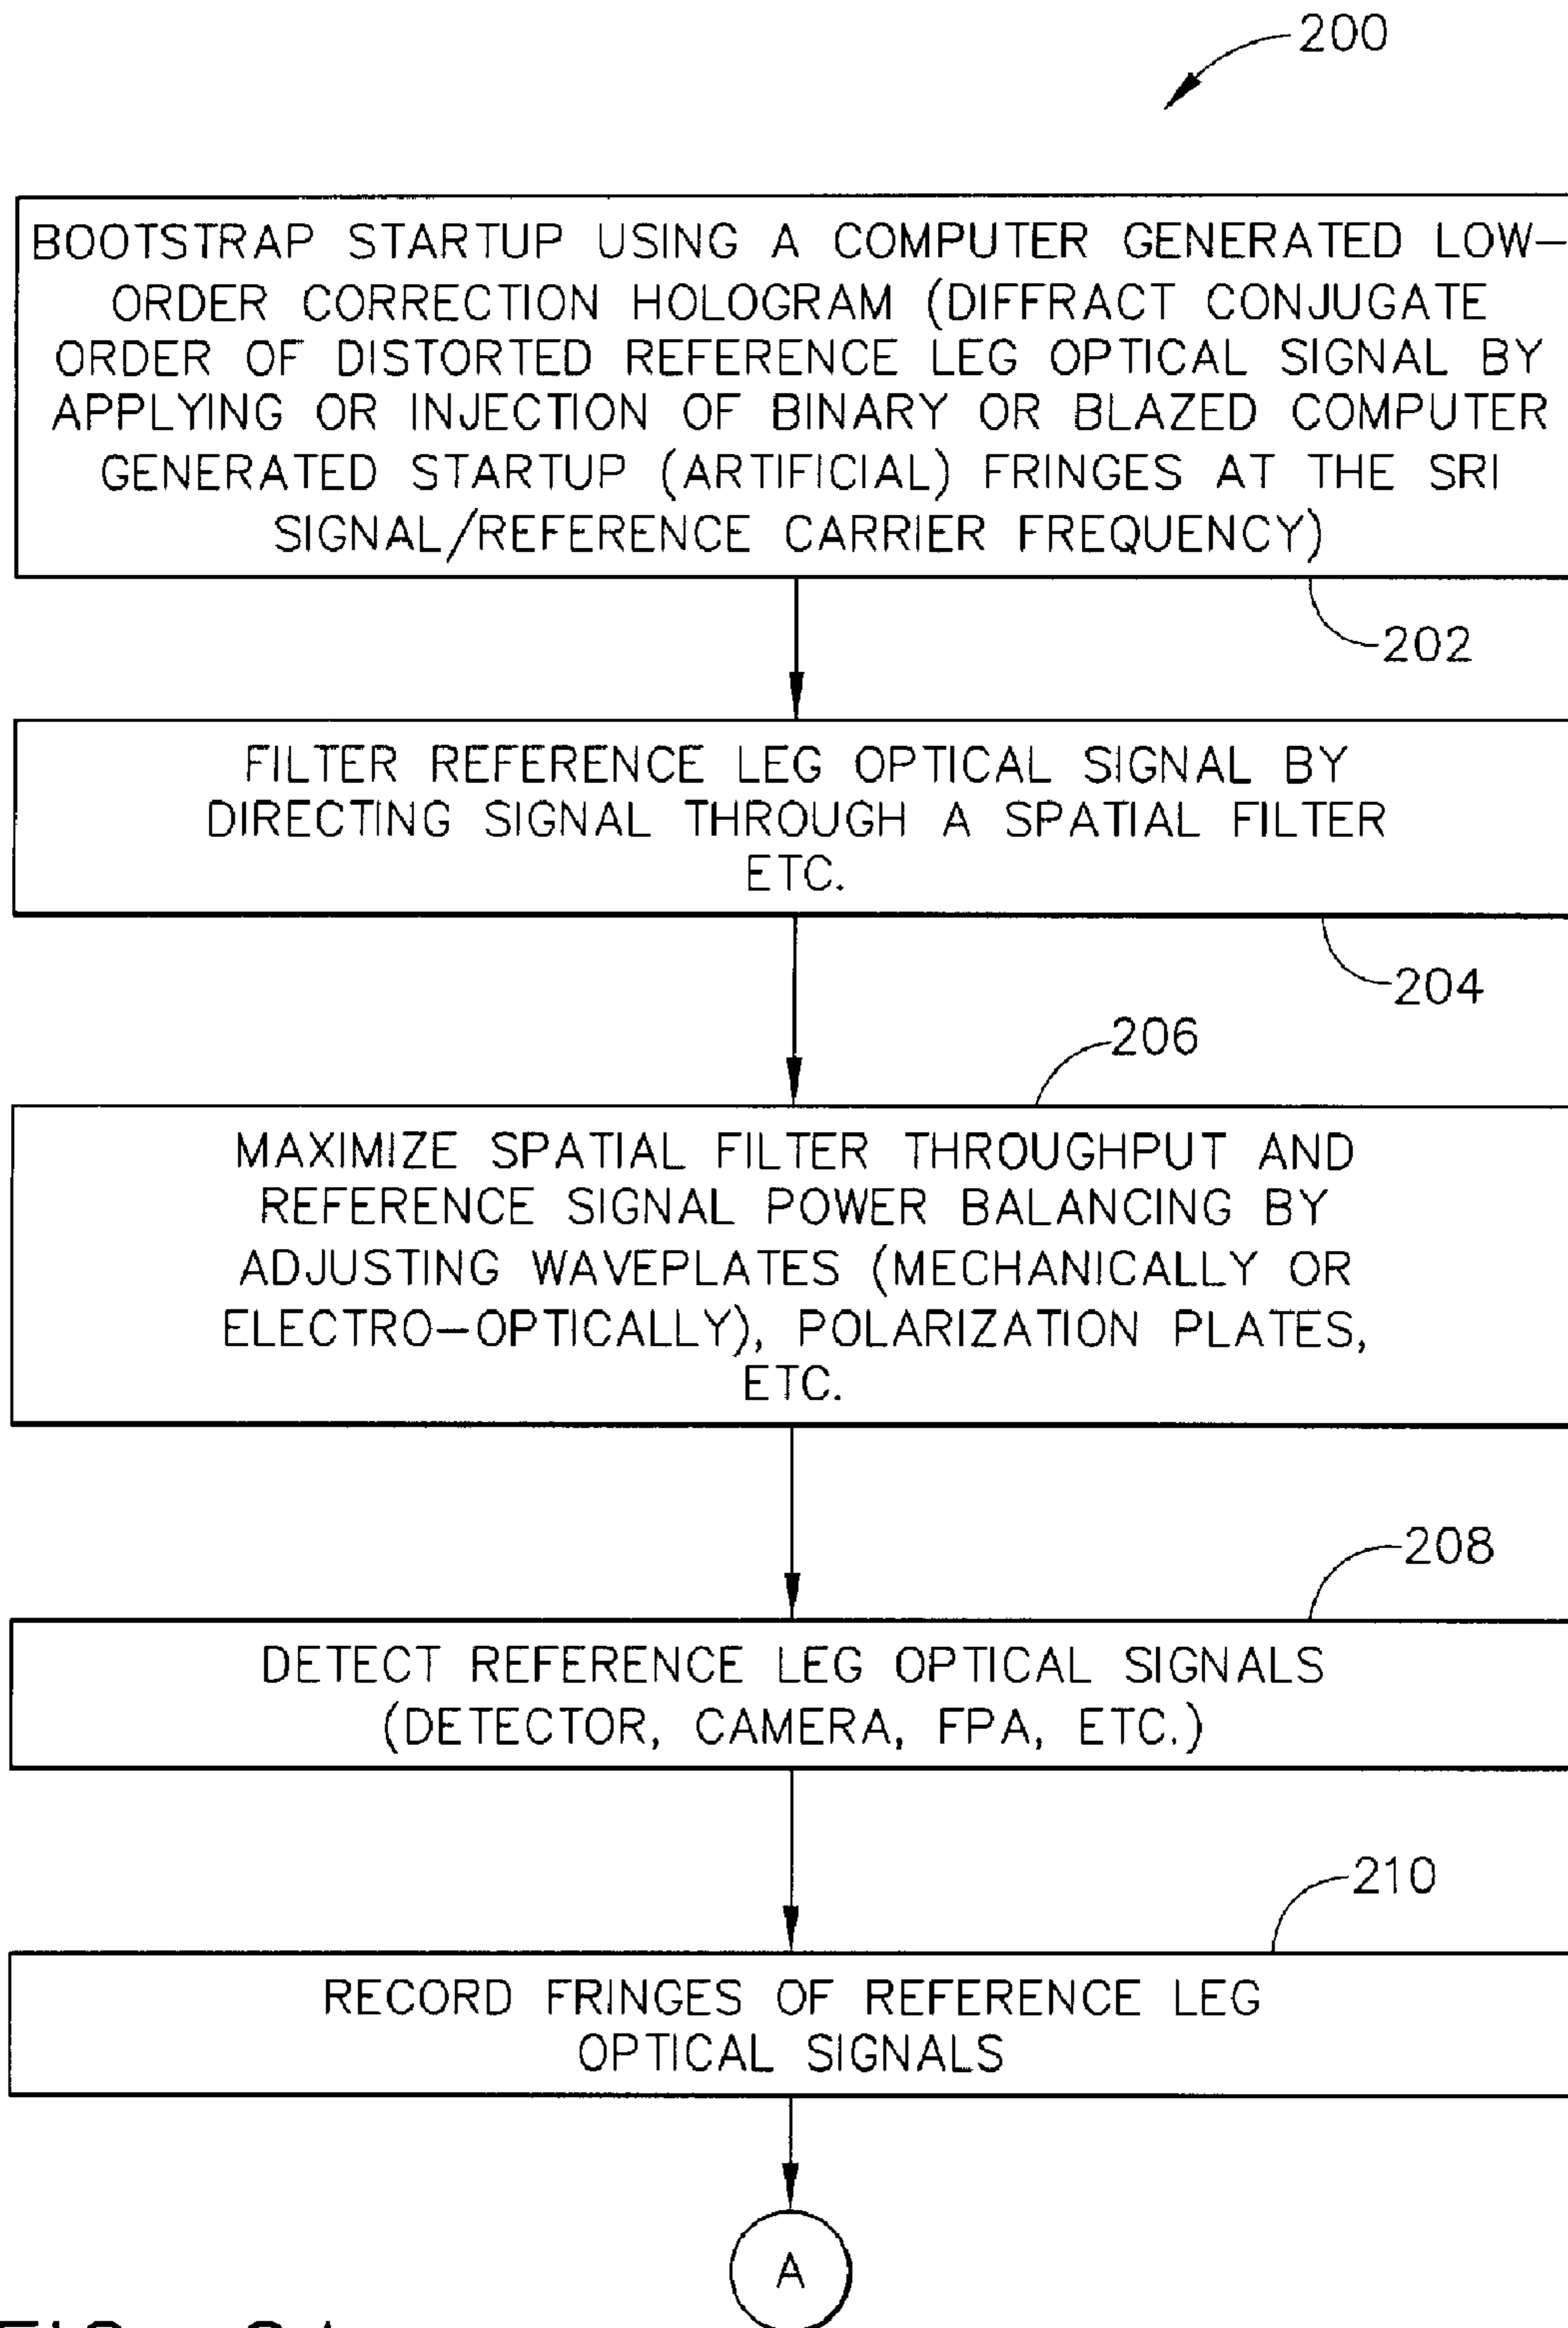 200
BOOTSTRAP STARTUP USING A COMPUTER GENERATED LOW–
ORDER CORRECTION HOLOGRAM (DIFFRACT CONJUGATE
ORDER OF DISTORTED REFERENCE LEG OPTICAL SIGNAL BY
APPLYING OR INJECTION OF BINARY OR BLAZED COMPUTER
GENERATED STARTUP (ARTIFICIAL) FRINGES AT THE SRI
SIGNAL/REFERENCE CARRIER FREQUENCY)
202
FILTER REFERENCE LEG OPTICAL SIGNAL BY
DIRECTING SIGNAL THROUGH A SPATIAL FILTER
ETC.
204
206
MAXIMIZE SPATIAL FILTER THROUGHPUT AND
REFERENCE SIGNAL POWER BALANCING BY
ADJUSTING WAVEPLATES (MECHANICALLY OR
ELECTRO–OPTICALLY), POLARIZATION PLATES,
ETC.
208
DETECT REFERENCE LEG OPTICAL SIGNALS
(DETECTOR, CAMERA, FPA, ETC.)
210
RECORD FRINGES OF REFERENCE LEG
OPTICAL SIGNALS
A